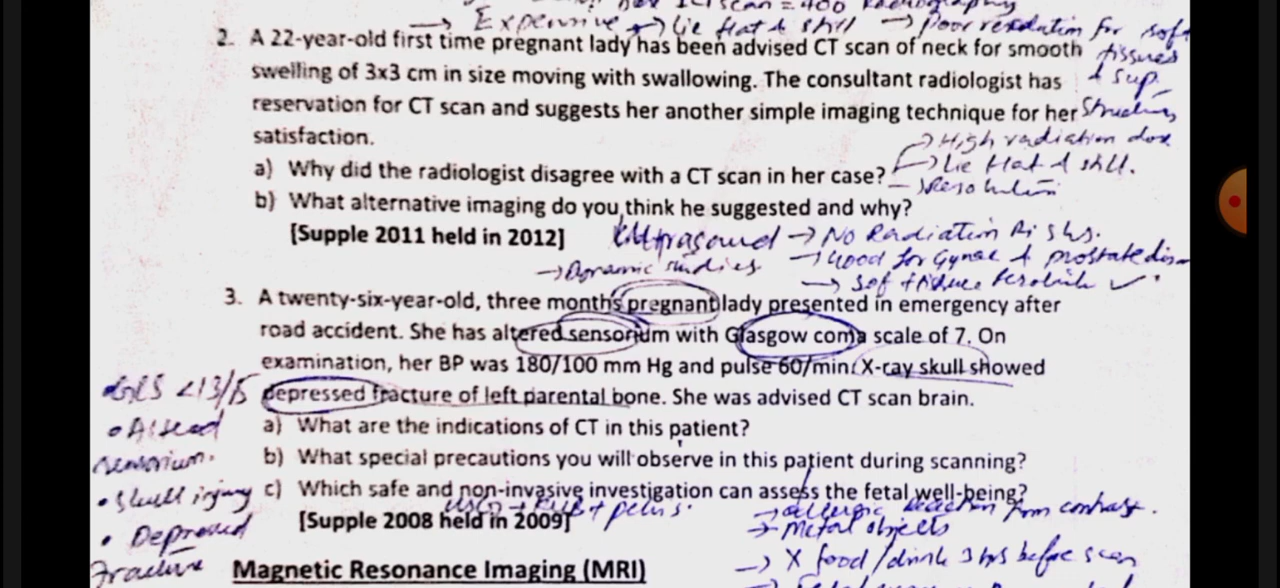 scan = 400
→ Expensive → lie flat & still → Poor resolution for soft
2. A 22-year-old first time pregnant lady has been advised CT scan of neck for smooth tissues
swelling of 3x3 cm in size moving with swallowing. The consultant radiologist has & sup.
reservation for CT scan and suggests her another simple imaging technique for her
satisfaction. → High radiation dose
a) Why did the radiologist disagree with a CT scan in her case? → lie flat & still.
→ Resolution
b) What alternative imaging do you think he suggested and why?
[Supple 2011 held in 2012] Ultrasound → No Radiation Risks.
→ Dynamic studies → Good for Gynae & prostate
→ soft tissue
3. A twenty-six-year-old, three months pregnant lady presented in emergency after
road accident. She has altered sensorium with Glasgow coma scale of 7. On
examination, her BP was 180/100 mm Hg and pulse 60/min. X-ray skull showed
GCS <13/15 depressed fracture of left parental bone. She was advised CT scan brain.
• Altered a) What are the indications of CT in this patient?
sensorium. b) What special precautions you will observe in this patient during scanning?
• Skull injury c) Which safe and non-invasive investigation can assess the fetal well-being?
• Depressed [Supple 2008 held in 2009] + pelvis. → allergic reaction from contrast.
→ Metal objects
Fracture Magnetic Resonance Imaging (MRI) → X food/drink 3 hrs before scan